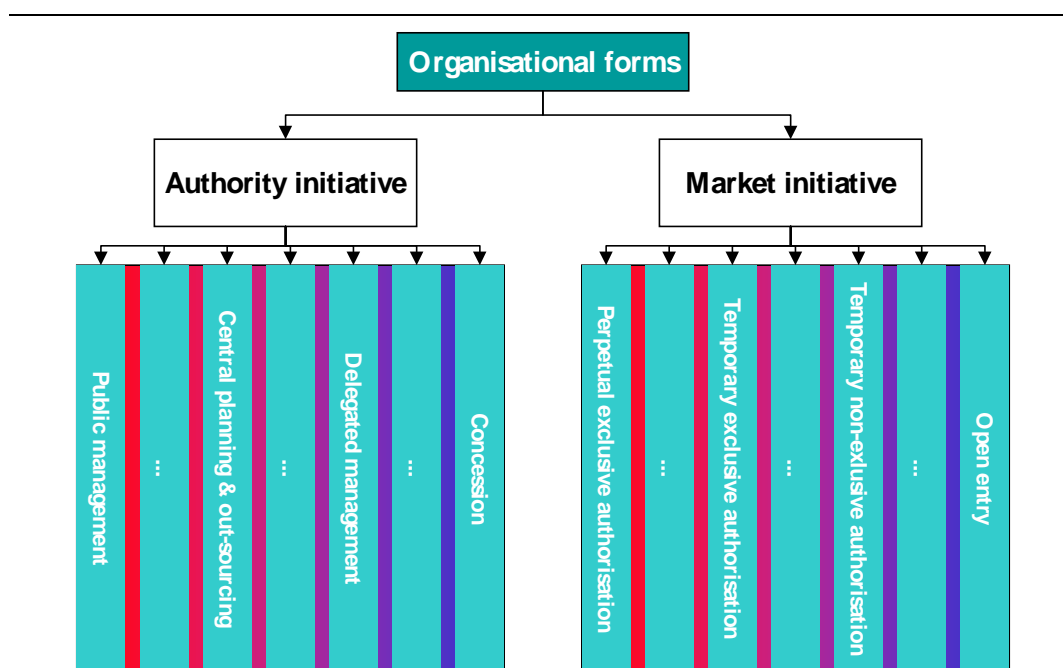 Organisational forms
Authority initiative
Market initiative
Public management
...
Central planning & out-sourcing
...
Delegated management
...
Concession
Perpetual exclusive authorisation
...
Temporary exclusive authorisation
...
Temporary non-exlusive authorisation
...
Open entry